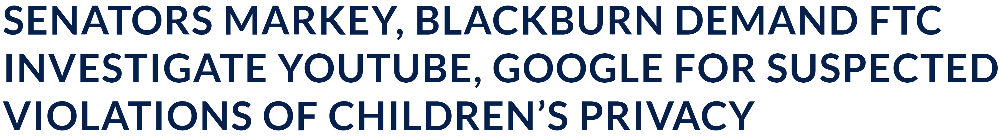 SENATORS MARKEY, BLACKBURN DEMAND FTC
INVESTIGATE YOUTUBE, GOOGLE FOR SUSPECTED
VIOLATIONS OF CHILDREN’S PRIVACY